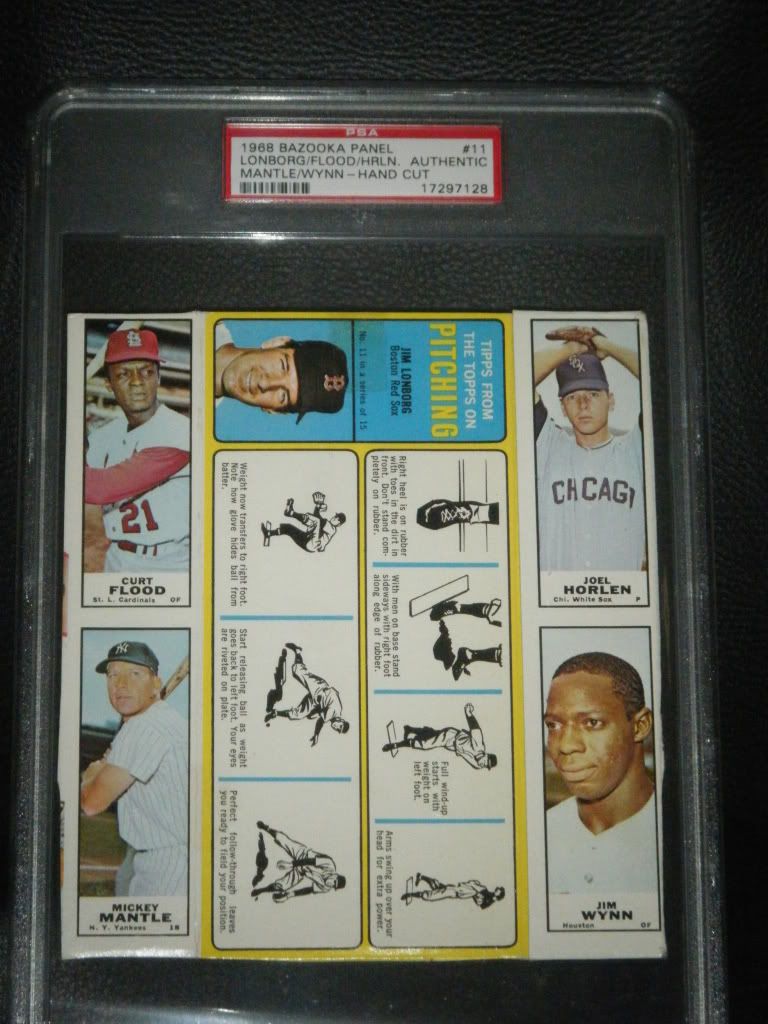 PSA
1968 BAZOOKA PANEL #11
LONBORG/FLOOD/HRLN. AUTHENTIC
MANTLE/WYNN - HAND CUT
17297128
STL
21
CURT
FLOOD
St. L. Cardinals OF
NY
MICKEY
MANTLE
N. Y. Yankees 1B
TIPPS FROM
THE TOPPS ON
PITCHING
JIM LONBORG
Boston Red Sox
No. 11 in a series of 15
B
Right heel is on rubber
with toes in the dirt in
front. Don't stand com-
pletely on rubber.
With men on base stand
sideways with right foot
along edge of rubber.
Full wind-up
starts with
weight on
left foot.
Arms swing up over your
head for extra power.
Weight now transfers to right foot.
Note how glove hides ball from
batter.
Start releasing ball as weight
goes back to left foot. Your eyes
are riveted on plate.
Perfect follow-through leaves
you ready to field your position.
SOX
CHICAGO
JOEL
HORLEN
Chi. White Sox P
JIM
WYNN
Houston OF